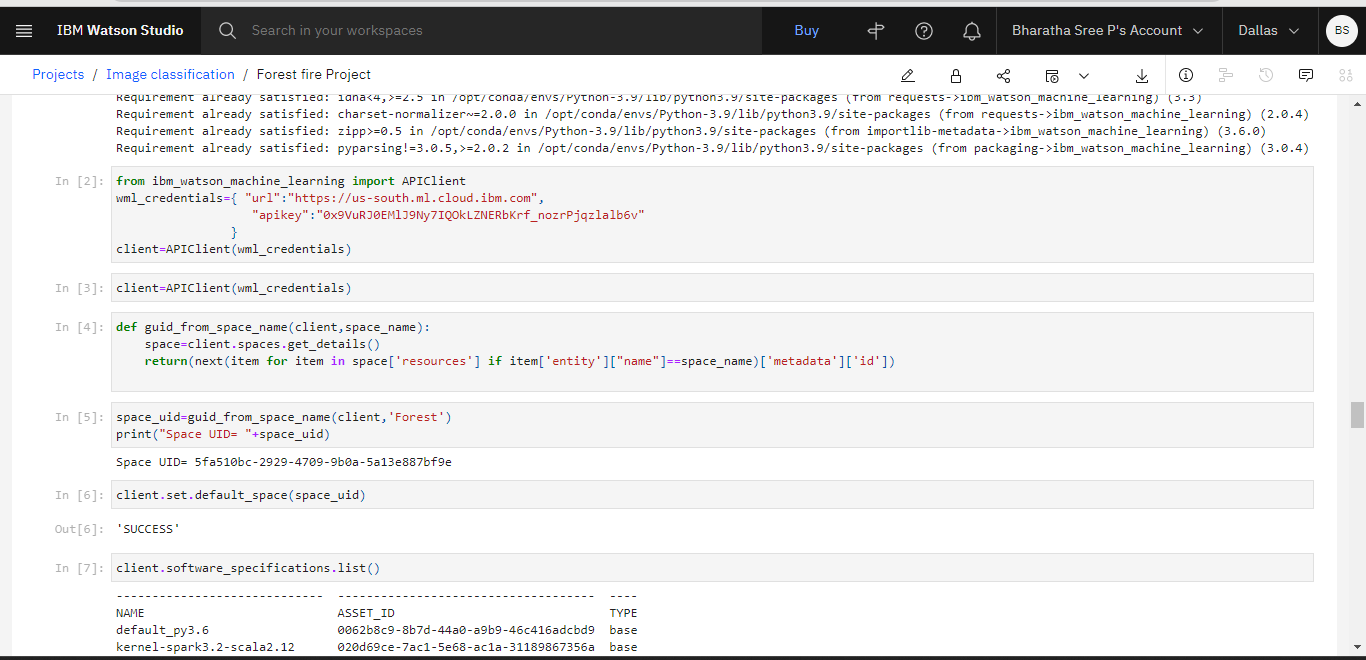 IBM Watson Studio
Search in your workspaces
Buy
Bharatha Sree P's Account
Dallas
BS
Projects / Image classification / Forest fire Project
Requirement already satisfied: idna<4,>=2.5 in /opt/conda/envs/Python-3.9/lib/python3.9/site-packages (from requests->ibm_watson_machine_learning) (3.3)
Requirement already satisfied: charset-normalizer~=2.0.0 in /opt/conda/envs/Python-3.9/lib/python3.9/site-packages (from requests->ibm_watson_machine_learning) (2.0.4)
Requirement already satisfied: zipp>=0.5 in /opt/conda/envs/Python-3.9/lib/python3.9/site-packages (from importlib-metadata->ibm_watson_machine_learning) (3.6.0)
Requirement already satisfied: pyparsing!=3.0.5,>=2.0.2 in /opt/conda/envs/Python-3.9/lib/python3.9/site-packages (from packaging->ibm_watson_machine_learning) (3.0.4)
In [2]: from ibm_watson_machine_learning import APIClient
wml_credentials={ "url":"https://us-south.ml.cloud.ibm.com",
"apikey":"0x9VuRJ0EMlJ9Ny7IQOkLZNERbKrf_nozrPjqzlalb6v"
}
client=APIClient(wml_credentials)
In [3]: client=APIClient(wml_credentials)
In [4]: def guid_from_space_name(client,space_name):
space=client.spaces.get_details()
return(next(item for item in space['resources'] if item['entity']["name"]==space_name)['metadata']['id'])
In [5]: space_uid=guid_from_space_name(client,'Forest')
print("Space UID= "+space_uid)
Space UID= 5fa510bc-2929-4709-9b0a-5a13e887bf9e
In [6]: client.set.default_space(space_uid)
Out[6]: 'SUCCESS'
In [7]: client.software_specifications.list()
----------------------------- ------------------------------------ ----
NAME ASSET_ID TYPE
default_py3.6 0062b8c9-8b7d-44a0-a9b9-46c416adcbd9 base
kernel-spark3.2-scala2.12 020d69ce-7ac1-5e68-ac1a-31189867356a base